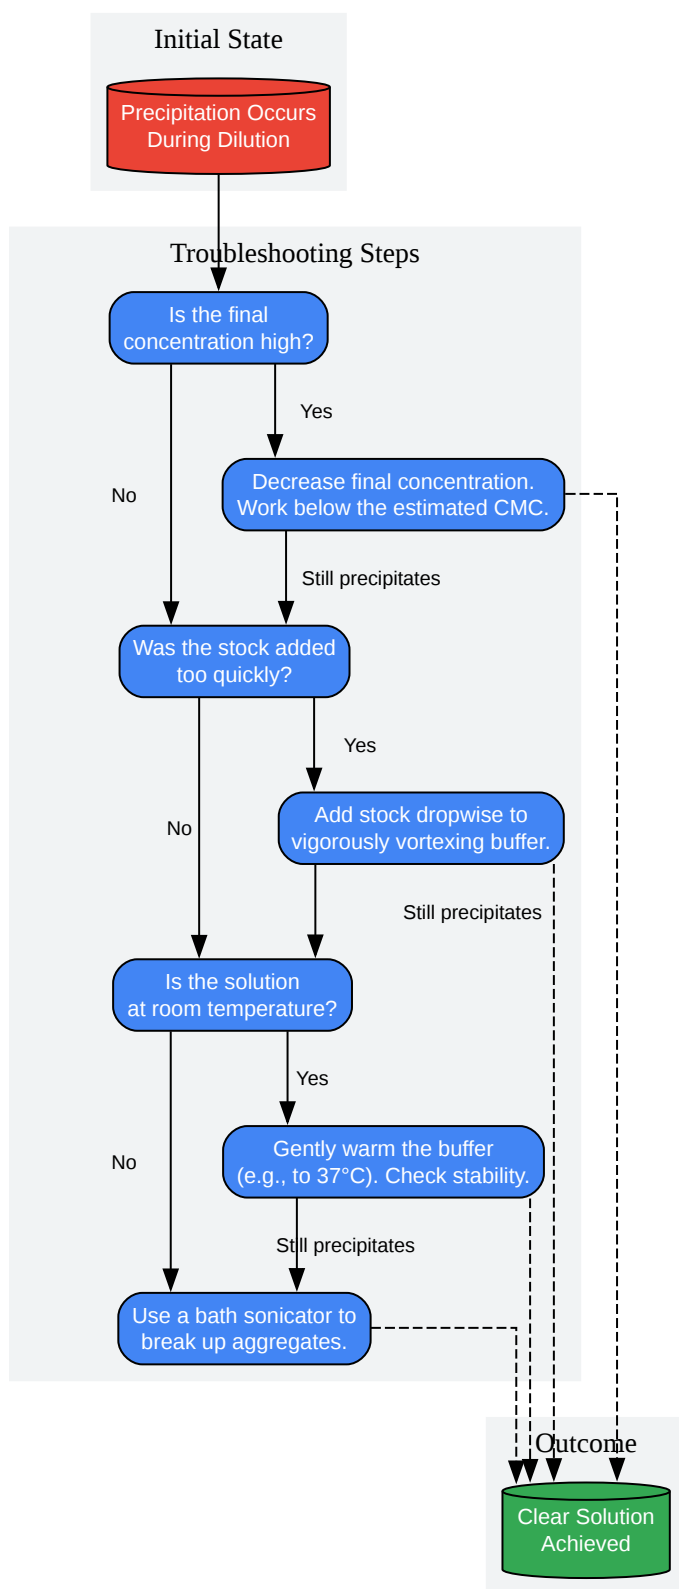 Initial State
Precipitation Occurs
During Dilution
Troubleshooting Steps
Is the final
concentration high?
Yes
No
Decrease final concentration.
Work below the estimated CMC.
Still precipitates
Was the stock added
too quickly?
Yes
No
Add stock dropwise to
vigorously vortexing buffer.
Still precipitates
Is the solution
at room temperature?
Yes
No
Gently warm the buffer
(e.g., to 37°C). Check stability.
Still precipitates
Use a bath sonicator to
break up aggregates.
Outcome
Clear Solution
Achieved